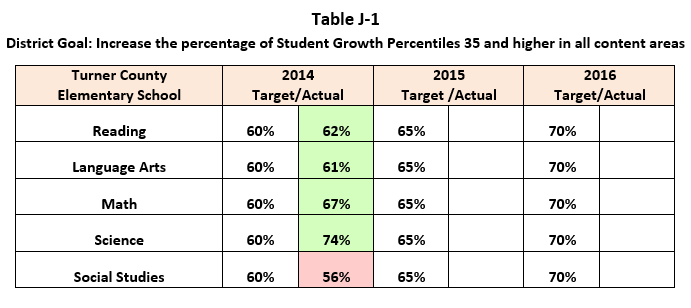 Table J-1
District Goal: Increase the percentage of Student Growth Percentiles 35 and higher in all content areas
Turner County Elementary School 2014 Target/Actual 2015 Target /Actual 2016 Target/Actual
Reading 60% 62% 65% 70%
Language Arts 60% 61% 65% 70%
Math 60% 67% 65% 70%
Science 60% 74% 65% 70%
Social Studies 60% 56% 65% 70%